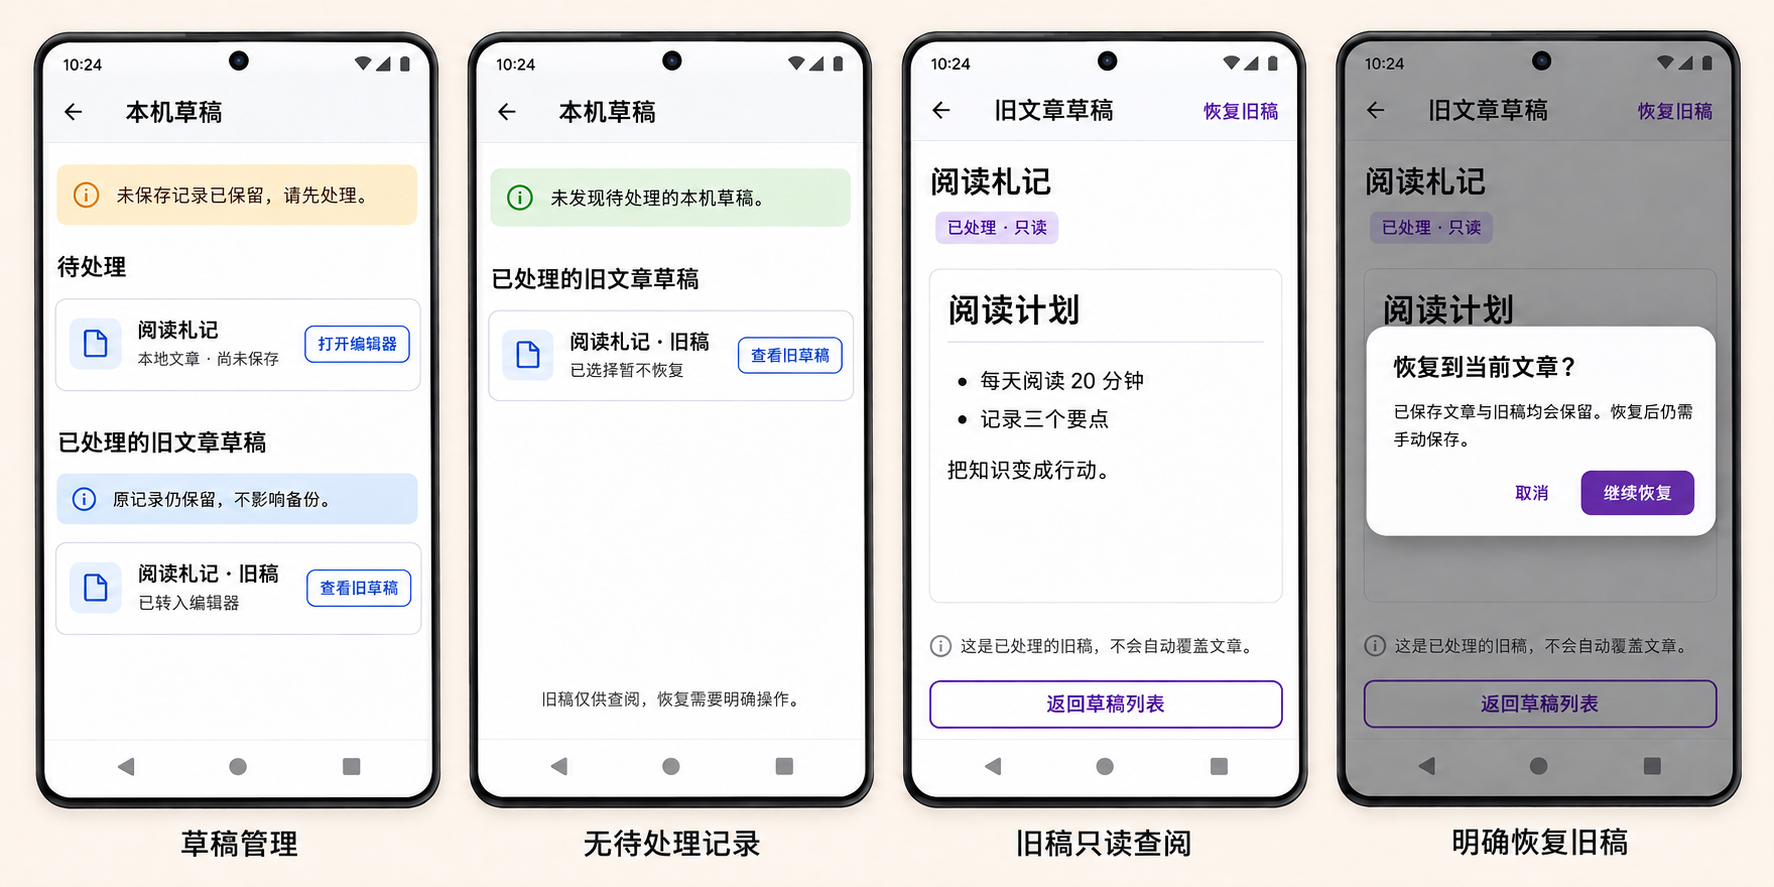 10:24
本机草稿
未保存记录已保留，请先处理。
待处理
阅读札记
本地文章 · 尚未保存
打开编辑器
已处理的旧文章草稿
原记录仍保留，不影响备份。
阅读札记 · 旧稿
已转入编辑器
查看旧草稿
草稿管理
10:24
本机草稿
未发现待处理的本机草稿。
已处理的旧文章草稿
阅读札记 · 旧稿
已选择暂不恢复
查看旧草稿
旧稿仅供查阅，恢复需要明确操作。
无待处理记录
10:24
旧文章草稿
恢复旧稿
阅读札记
已处理 · 只读
阅读计划
• 每天阅读 20 分钟
• 记录三个要点
把知识变成行动。
这是已处理的旧稿，不会自动覆盖文章。
返回草稿列表
旧稿只读查阅
10:24
旧文章草稿
恢复旧稿
阅读札记
已处理 · 只读
阅读计划
恢复到当前文章？
已保存文章与旧稿均会保留。恢复后仍需
手动保存。
取消
继续恢复
这是已处理的旧稿，不会自动覆盖文章。
返回草稿列表
明确恢复旧稿